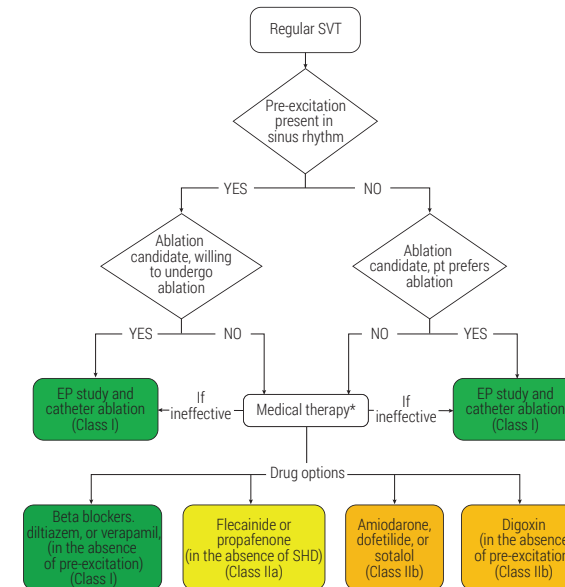 Regular SVT
Pre-excitation
present in
sinus rhythm
YES
NO
Ablation
candidate, willing
to undergo
ablation
Ablation
candidate, pt prefers
ablation
YES
NO
NO
YES
EP study and
catheter ablation
(Class I)
If
ineffective
Medical therapy*
If
ineffective
EP study and
catheter ablation
(Class I)
Drug options
Beta blockers.
diltiazem, or verapamil,
(in the absence
of pre-excitation)
(Class I)
Flecainide or
propafenone
(in the absence of SHD)
(Class IIa)
Amiodarone,
dofetilide, or
sotalol
(Class IIb)
Digoxin
(in the absence
of pre-excitation
(Class IIb)